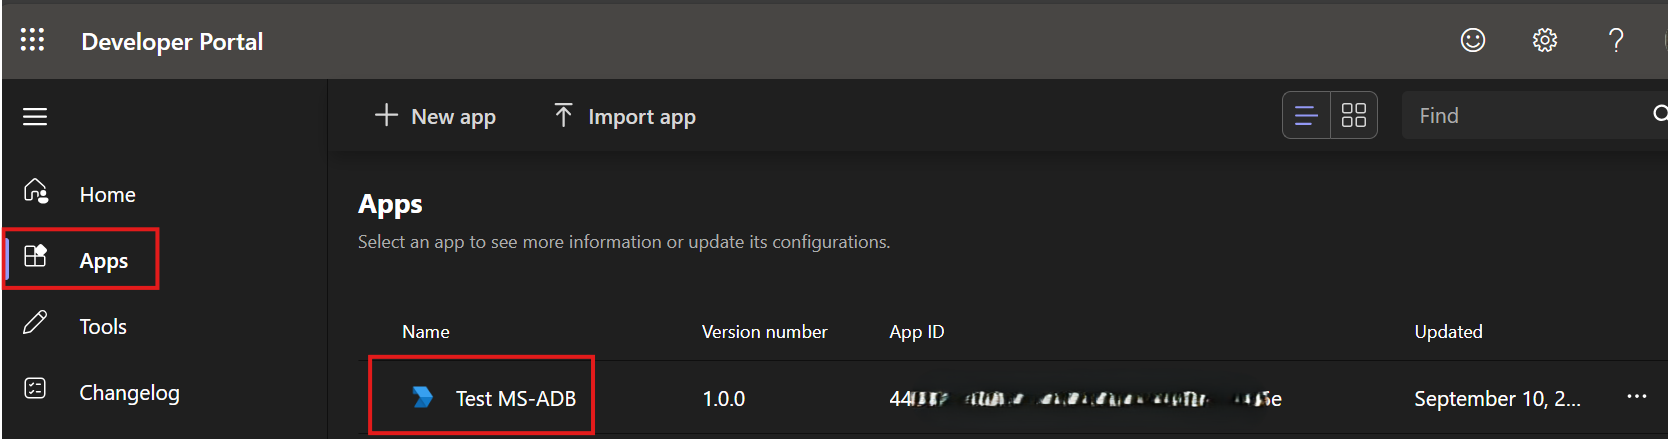 Developer Portal
New app
Import app
Find
Home
Apps
Tools
Changelog
Apps
Select an app to see more information or update its configurations.
Name Version number App ID Updated
Test MS-ADB 1.0.0 September 10, 2...